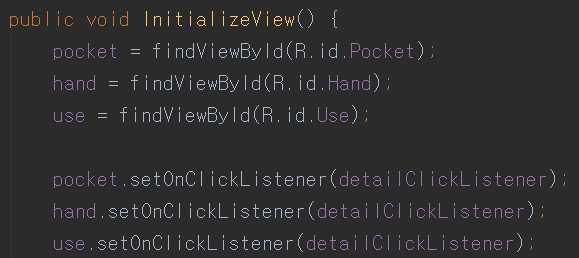 public void InitializeView() {
pocket = findViewById(R.id.Pocket);
hand = findViewById(R.id.Hand);
use = findViewById(R.id.Use);
pocket.setOnClickListener(detailClickListener);
hand.setOnClickListener(detailClickListener);
use.setOnClickListener(detailClickListener);